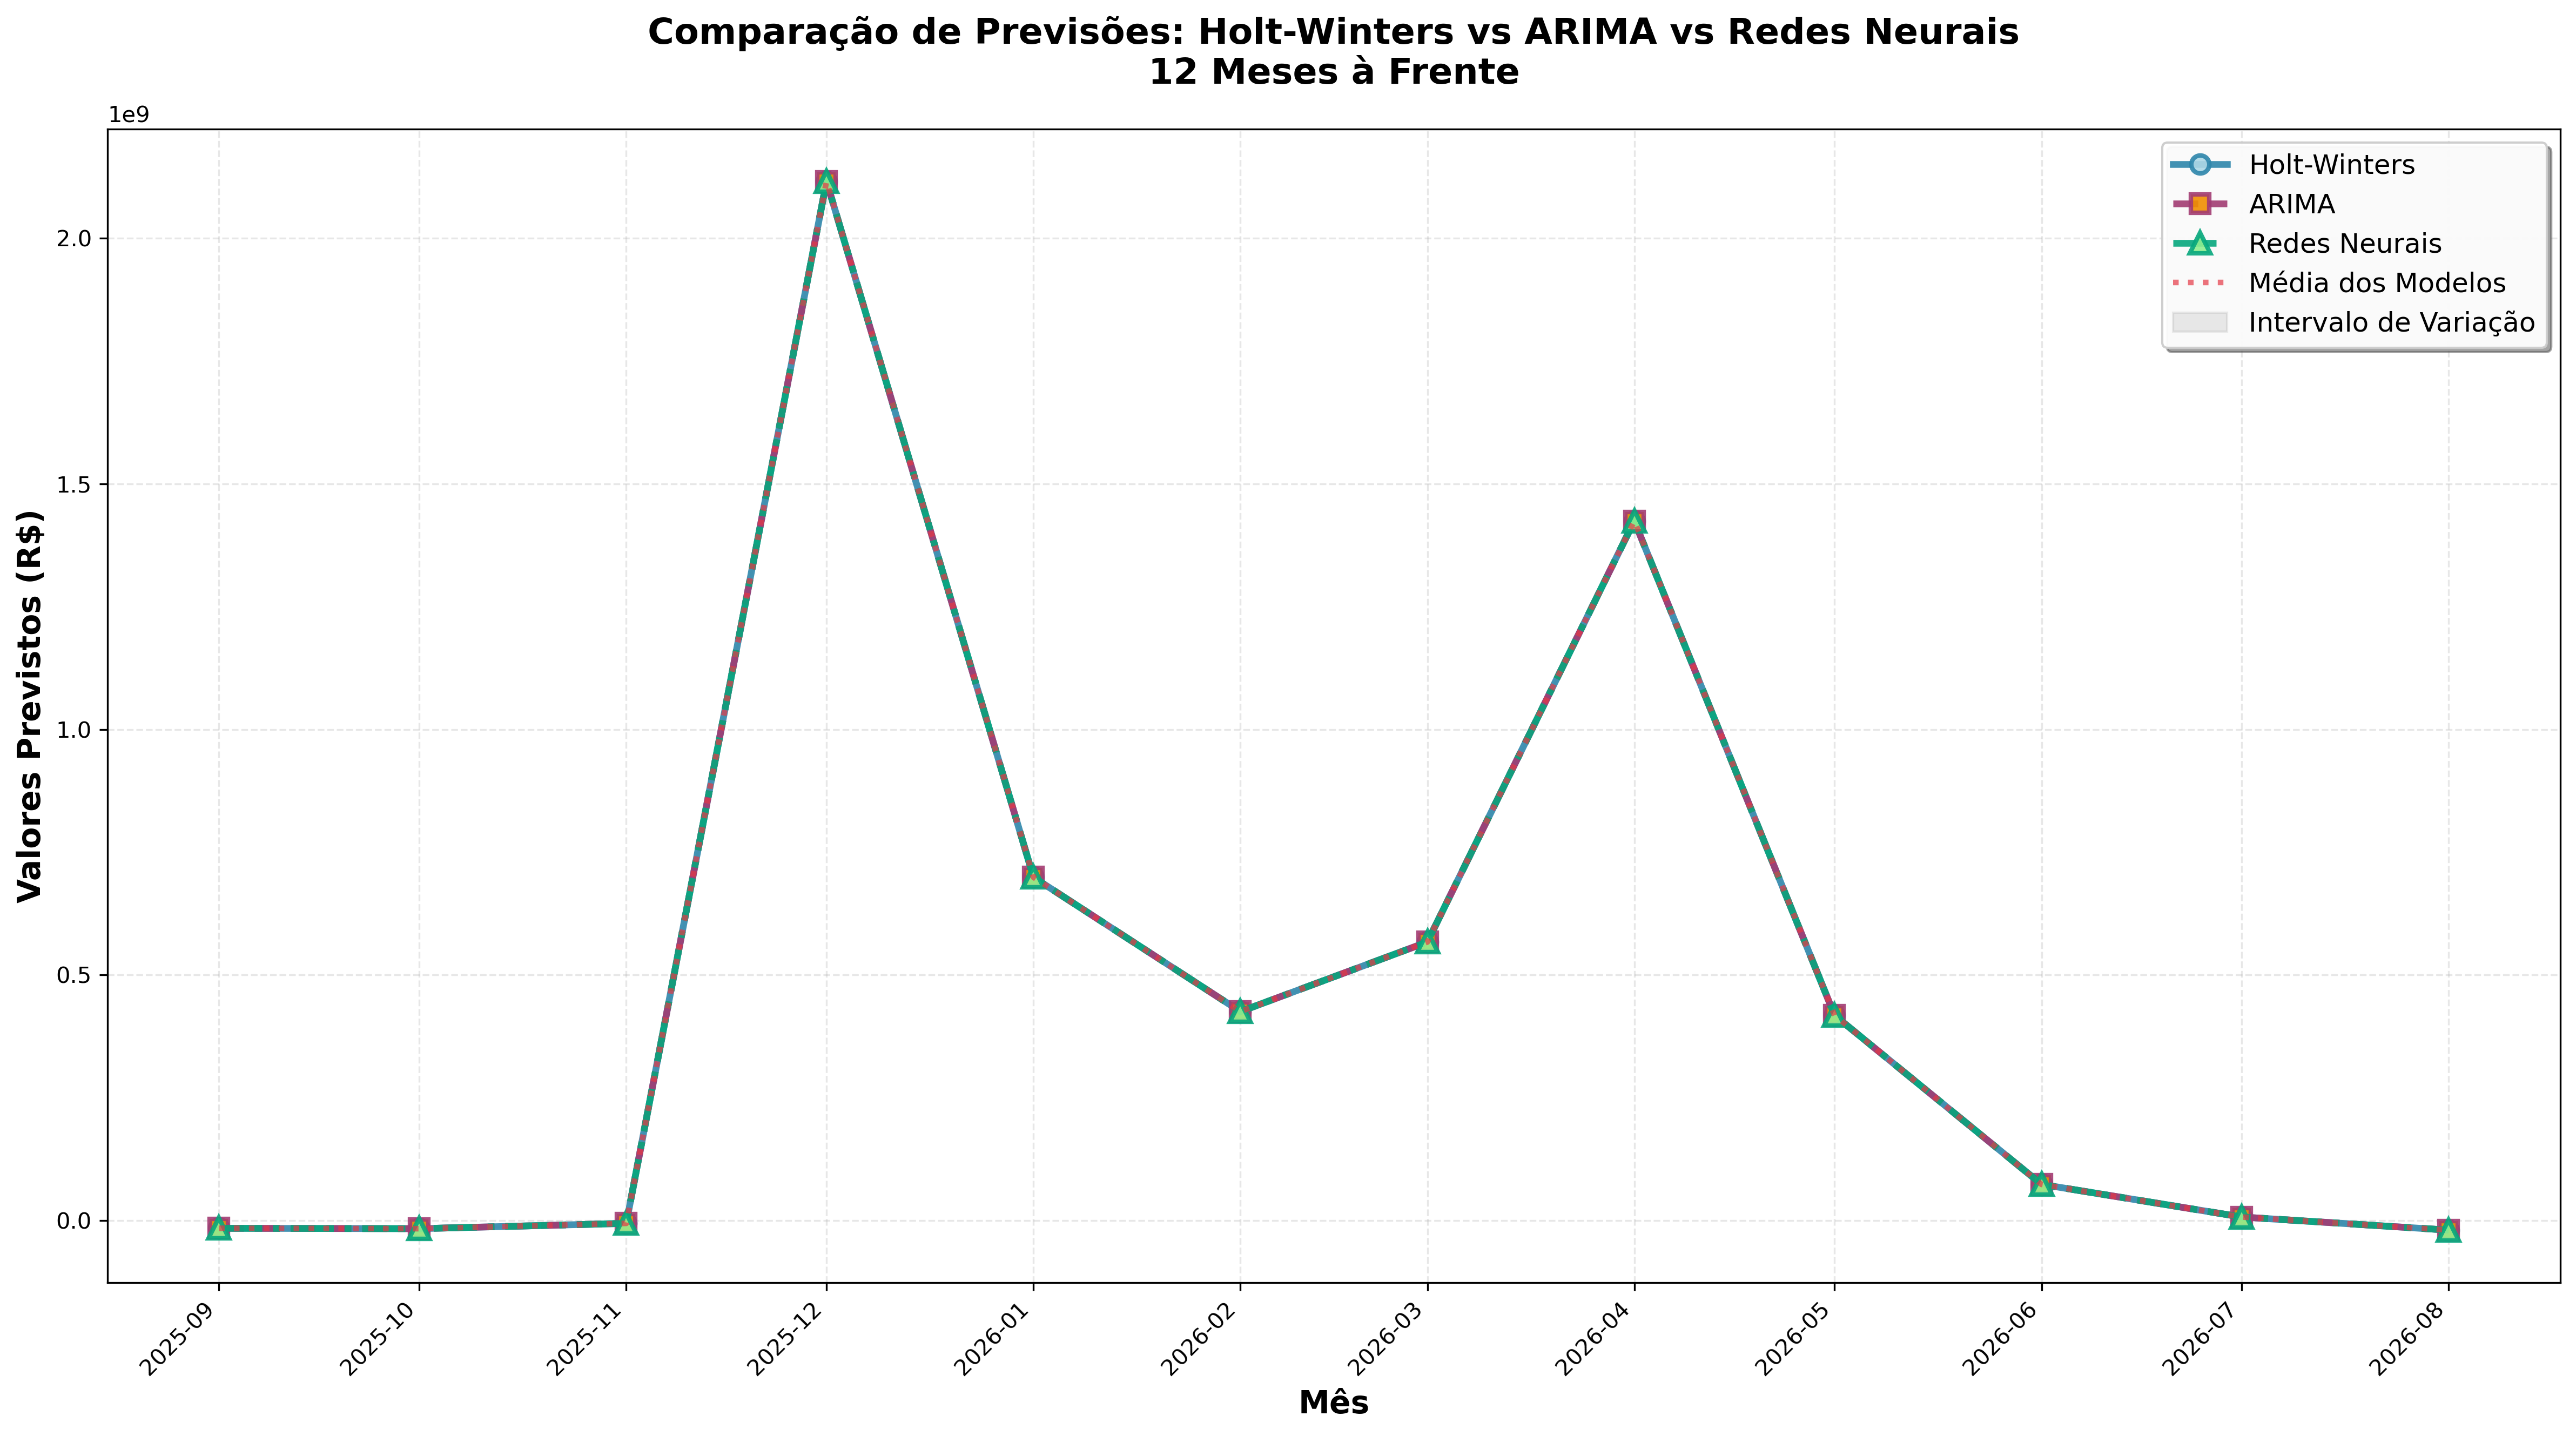 Comparação de Previsões: Holt-Winters vs ARIMA vs Redes Neurais
12 Meses à Frente
1e9
Holt-Winters
ARIMA
Redes Neurais
Média dos Modelos
Intervalo de Variação
Valores Previstos (R$)
2.0
1.5
1.0
0.5
0.0
2025-09
2025-10
2025-11
2025-12
2026-01
2026-02
2026-03
2026-04
2026-05
2026-06
2026-07
2026-08
Mês